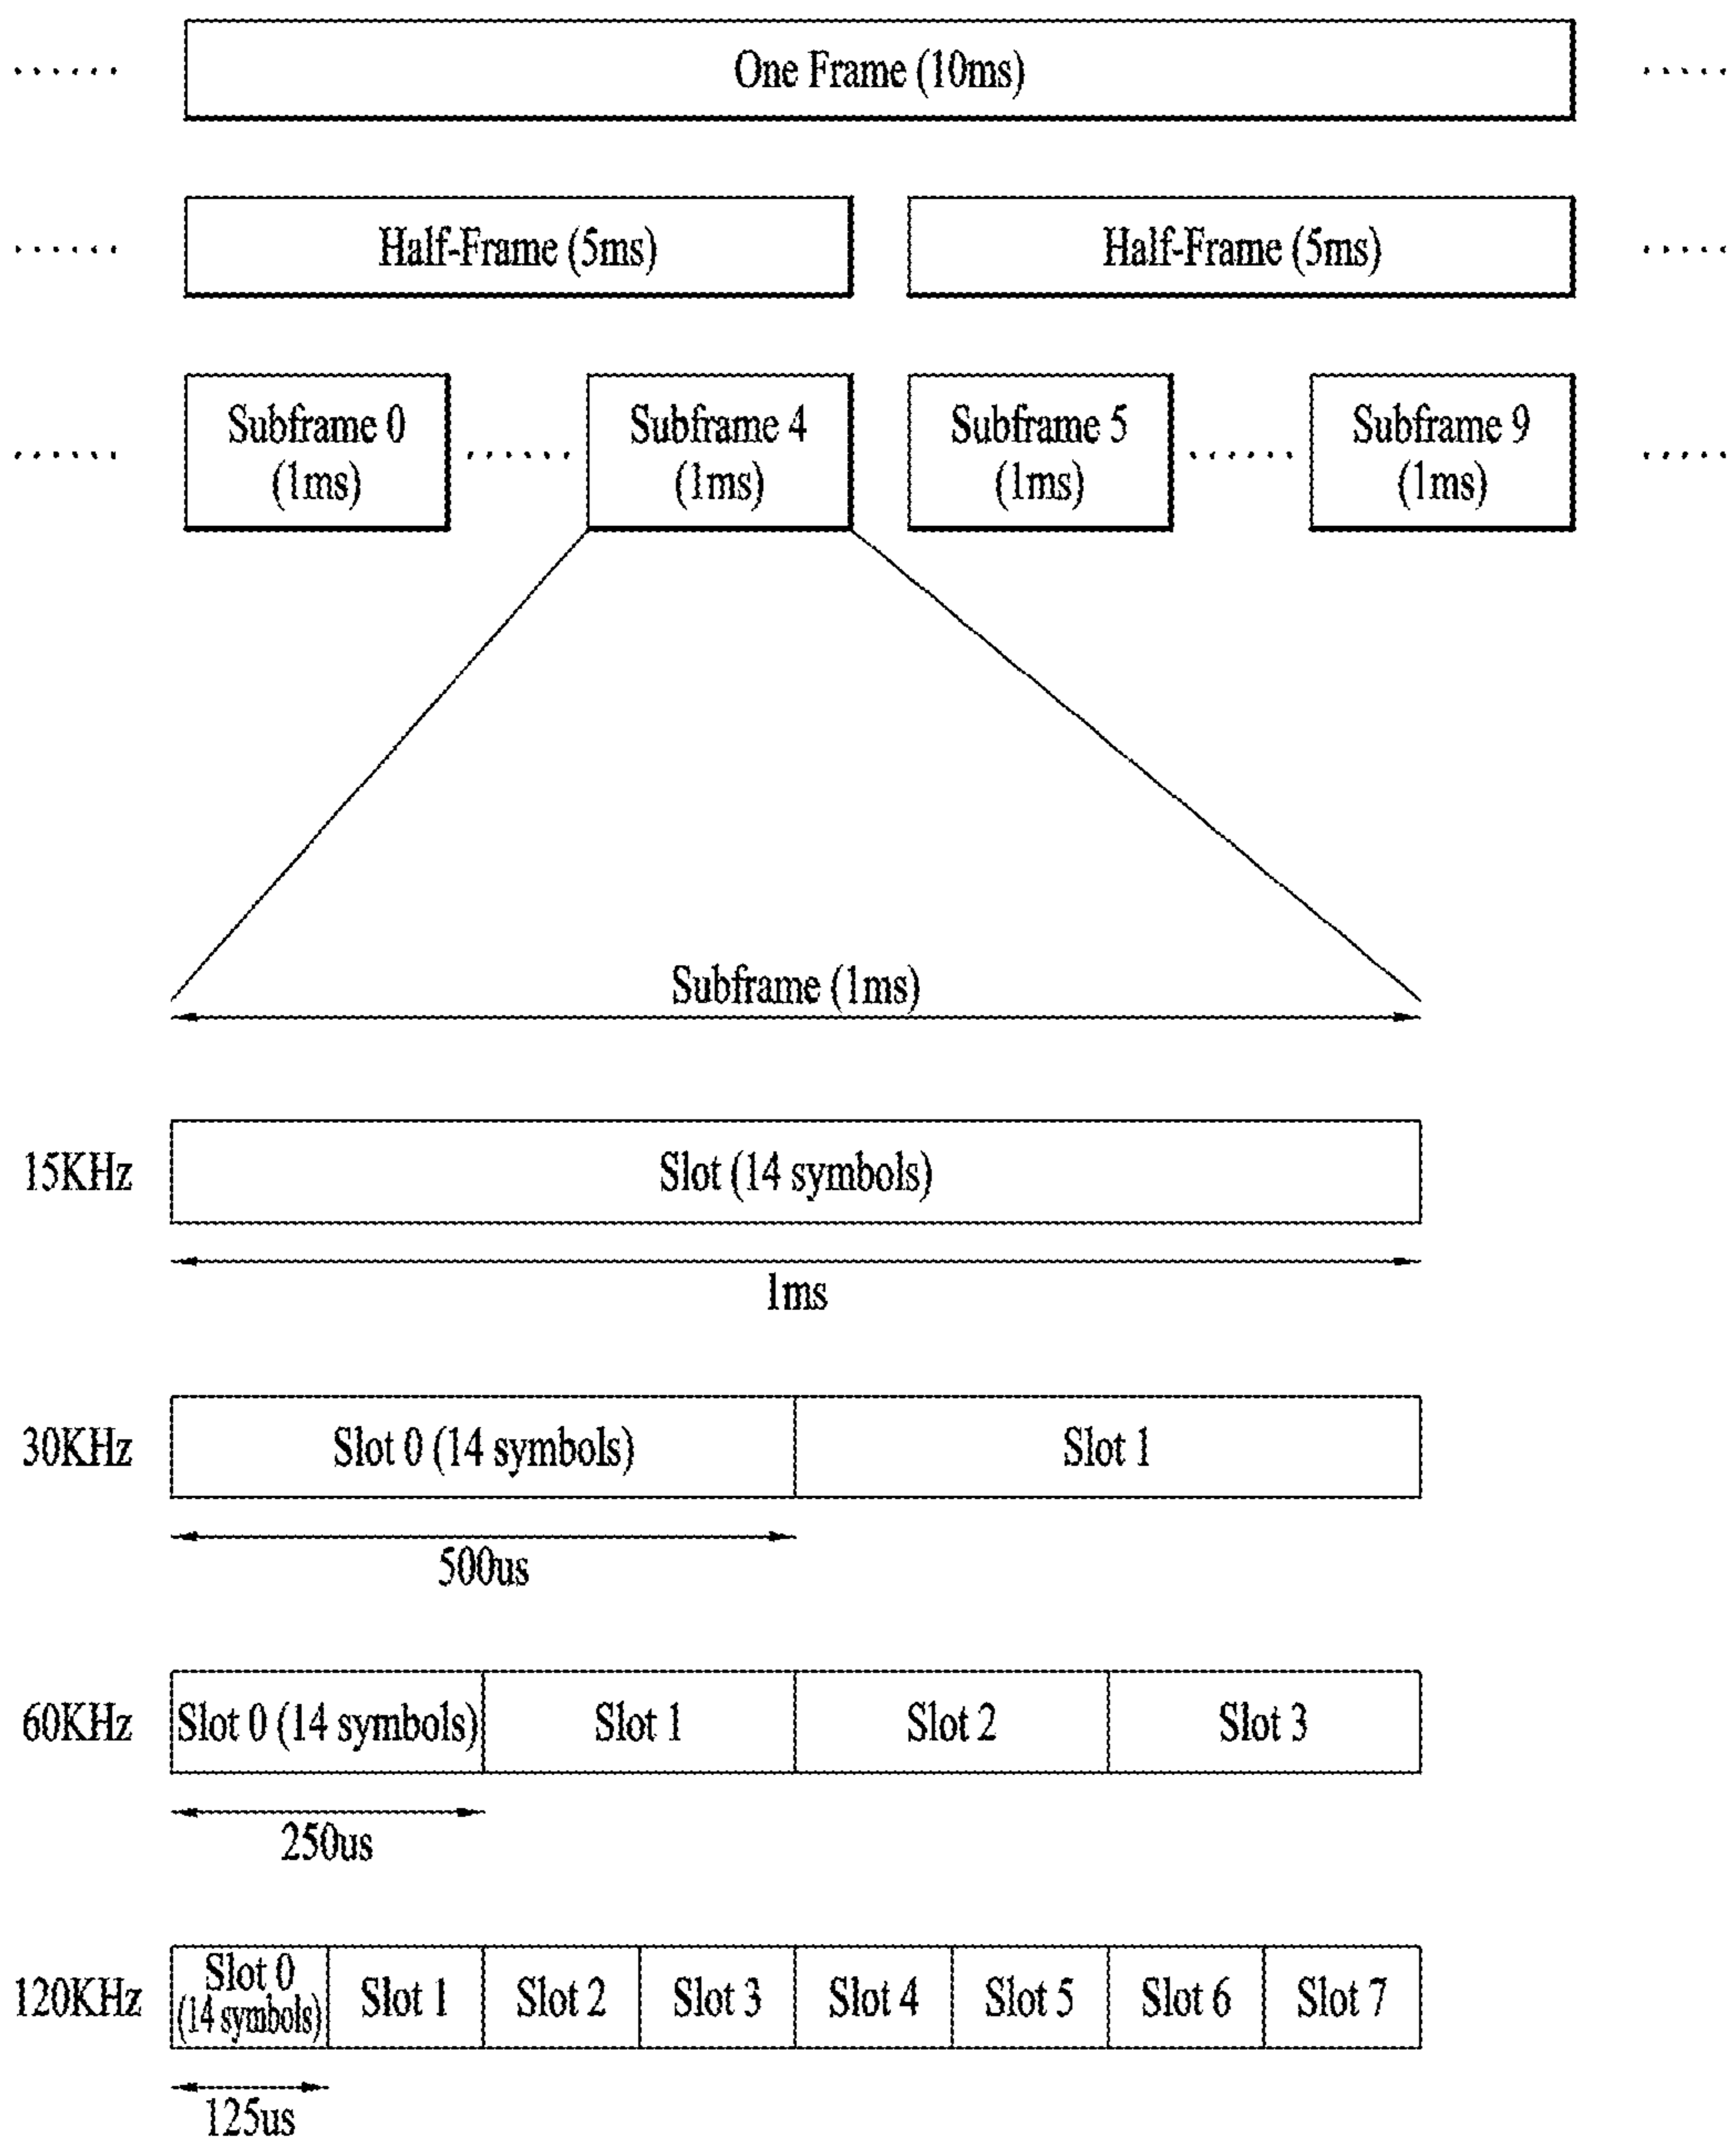 One Frame (10ms)
Half-Frame (5ms) Half-Frame (5ms)
Subframe 0 Subframe 4 Subframe 5 Subframe 9
(1ms) (1ms) (1ms) (1ms)
Subframe (1ms)
15KHz Slot (14 symbols)
1ms
30KHz Slot 0 (14 symbols) Slot 1
500us
60KHz Slot 0 (14 symbols) Slot 1 Slot 2 Slot 3
250us
120KHz Slot 0 (14 symbols) Slot 1 Slot 2 Slot 3 Slot 4 Slot 5 Slot 6 Slot 7
125us